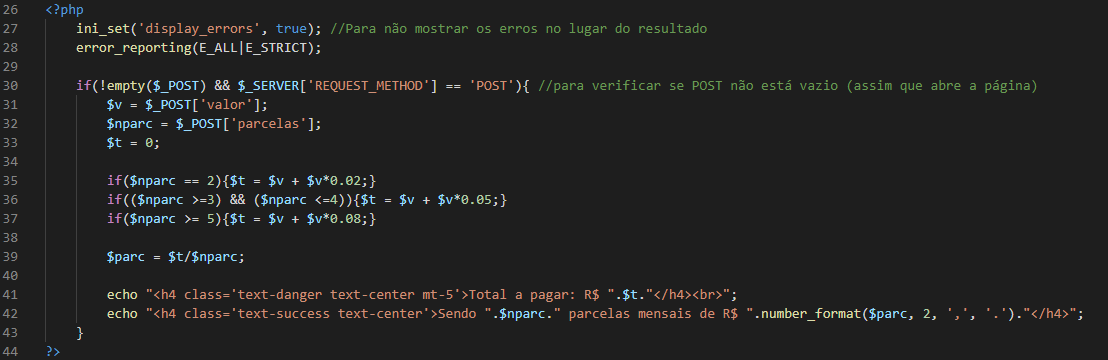 26 <?php
27 ini_set('display_errors', true); //Para não mostrar os erros no lugar do resultado
28 error_reporting(E_ALL|E_STRICT);
29
30 if(!empty($_POST) && $_SERVER['REQUEST_METHOD'] == 'POST'){ //para verificar se POST não está vazio (assim que abre a página)
31 $v = $_POST['valor'];
32 $nparc = $_POST['parcelas'];
33 $t = 0;
34
35 if($nparc == 2){$t = $v + $v*0.02;}
36 if(($nparc >=3) && ($nparc <=4)){$t = $v + $v*0.05;}
37 if($nparc >= 5){$t = $v + $v*0.08;}
38
39 $parc = $t/$nparc;
40
41 echo "<h4 class='text-danger text-center mt-5'>Total a pagar: R$ ".$t."</h4><br>";
42 echo "<h4 class='text-success text-center'>Sendo ".$nparc." parcelas mensais de R$ ".number_format($parc, 2, ',', '.')."</h4>";
43 }
44 ?>